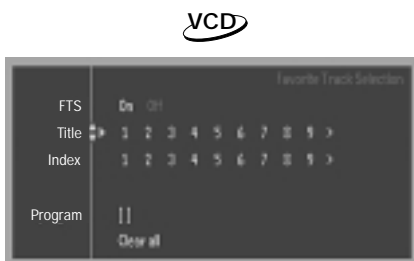 VCD
Favorite Track Selection
FTS On Off
Title 1 2 3 4 5 6 7 8 9 >
Index 1 2 3 4 5 6 7 8 9 >
Program [ ]
Clear all